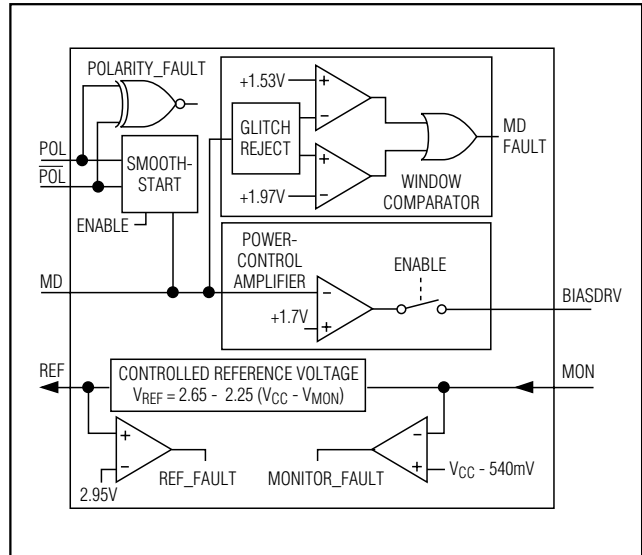 POLARITY_FAULT
+1.53V
+
−
GLITCH
REJECT
+
−
+1.97V
MD
FAULT
WINDOW
COMPARATOR
POL
P̅O̅L̅
SMOOTH-
START
ENABLE
POWER-
CONTROL
AMPLIFIER
ENABLE
MD
−
+
+1.7V
BIASDRV
REF
CONTROLLED REFERENCE VOLTAGE
VREF = 2.65 - 2.25 (VCC - VMON)
MON
+
−
2.95V
REF_FAULT
MONITOR_FAULT
−
+
VCC - 540mV